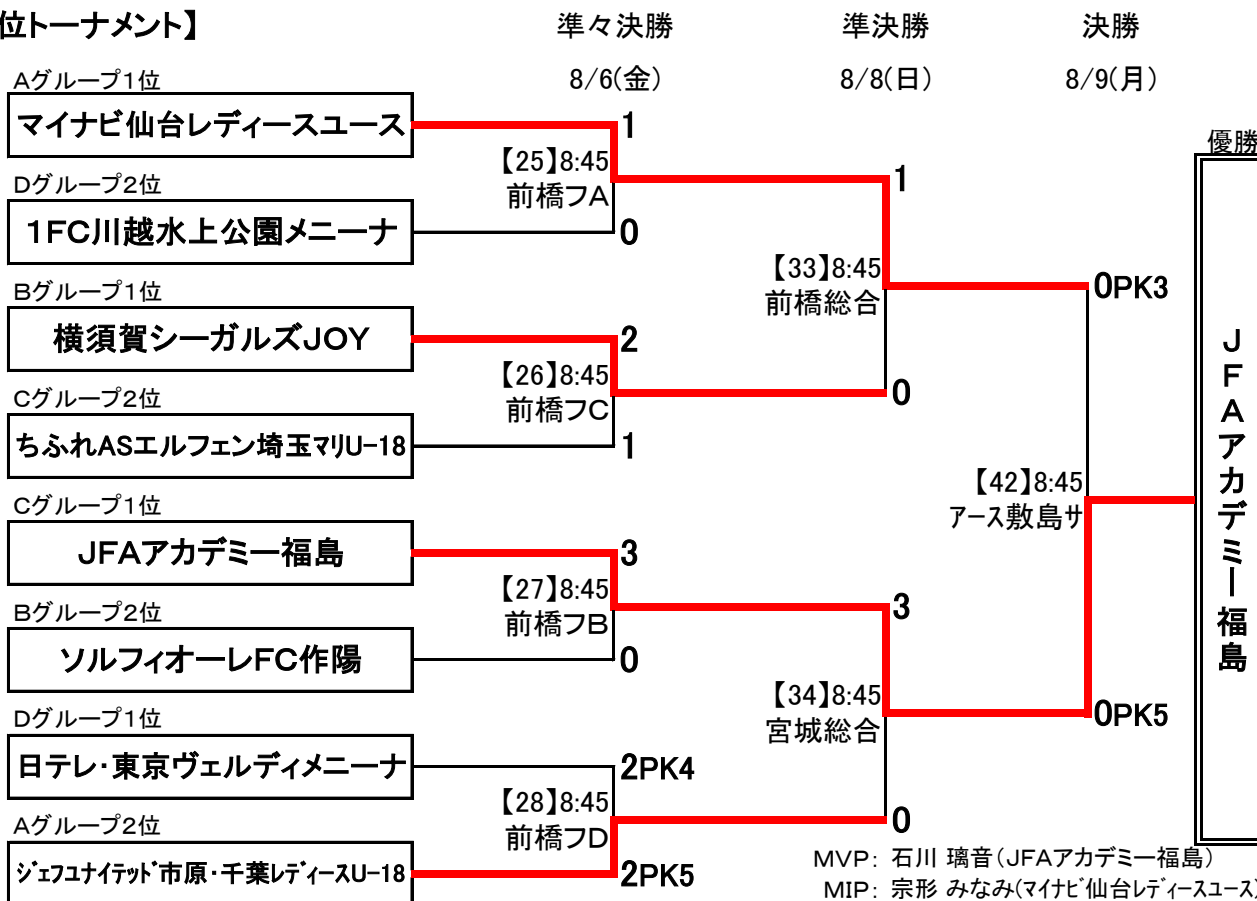 位トーナメント】
準々決勝
準決勝
決勝
8/6(金)
8/8(日)
8/9(月)
Aグループ1位
マイナビ仙台レディースユース
1
【25】8:45
前橋フA
Dグループ2位
1FC川越水上公園メニーナ
0
1
【33】8:45
前橋総合
Bグループ1位
横須賀シーガルズJOY
2
【26】8:45
前橋フC
Cグループ2位
ちふれASエルフェン埼玉マリU-18
1
0
0PK3
【42】8:45
アース敷島サ
優勝
JFAアカデミー福島
Cグループ1位
JFAアカデミー福島
3
【27】8:45
前橋フB
Bグループ2位
ソルフィオーレFC作陽
0
3
【34】8:45
宮城総合
0PK5
Dグループ1位
日テレ・東京ヴェルディメニーナ
2PK4
【28】8:45
前橋フD
Aグループ2位
ジェフユナイテッド市原・千葉レディースU-18
2PK5
0
MVP: 石川 璃音(JFAアカデミー福島)
MIP: 宗形 みなみ(マイナビ仙台レディースユース)